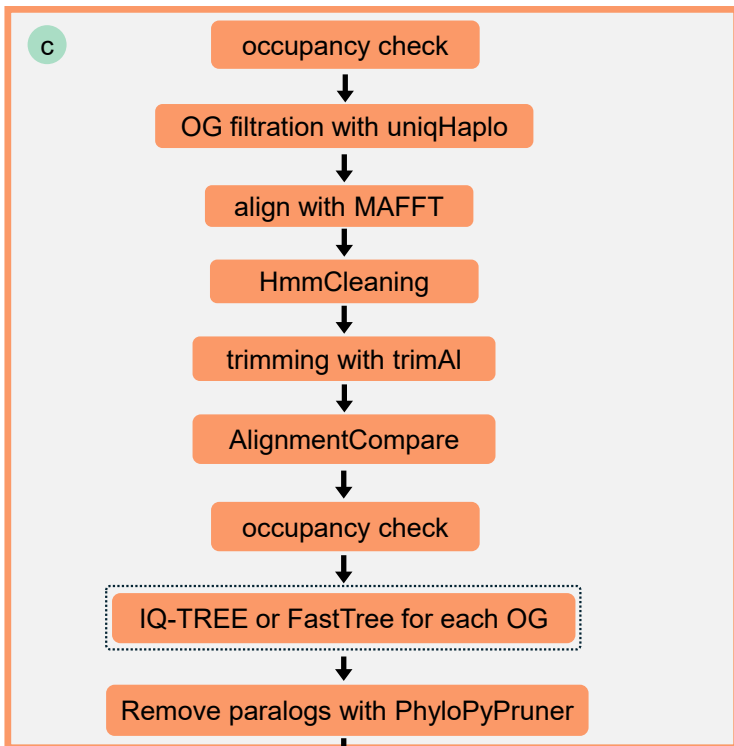 c
occupancy check
OG filtration with uniqHaplo
align with MAFFT
HmmCleaning
trimming with trimAl
AlignmentCompare
occupancy check
IQ-TREE or FastTree for each OG
Remove paralogs with PhyloPyPruner